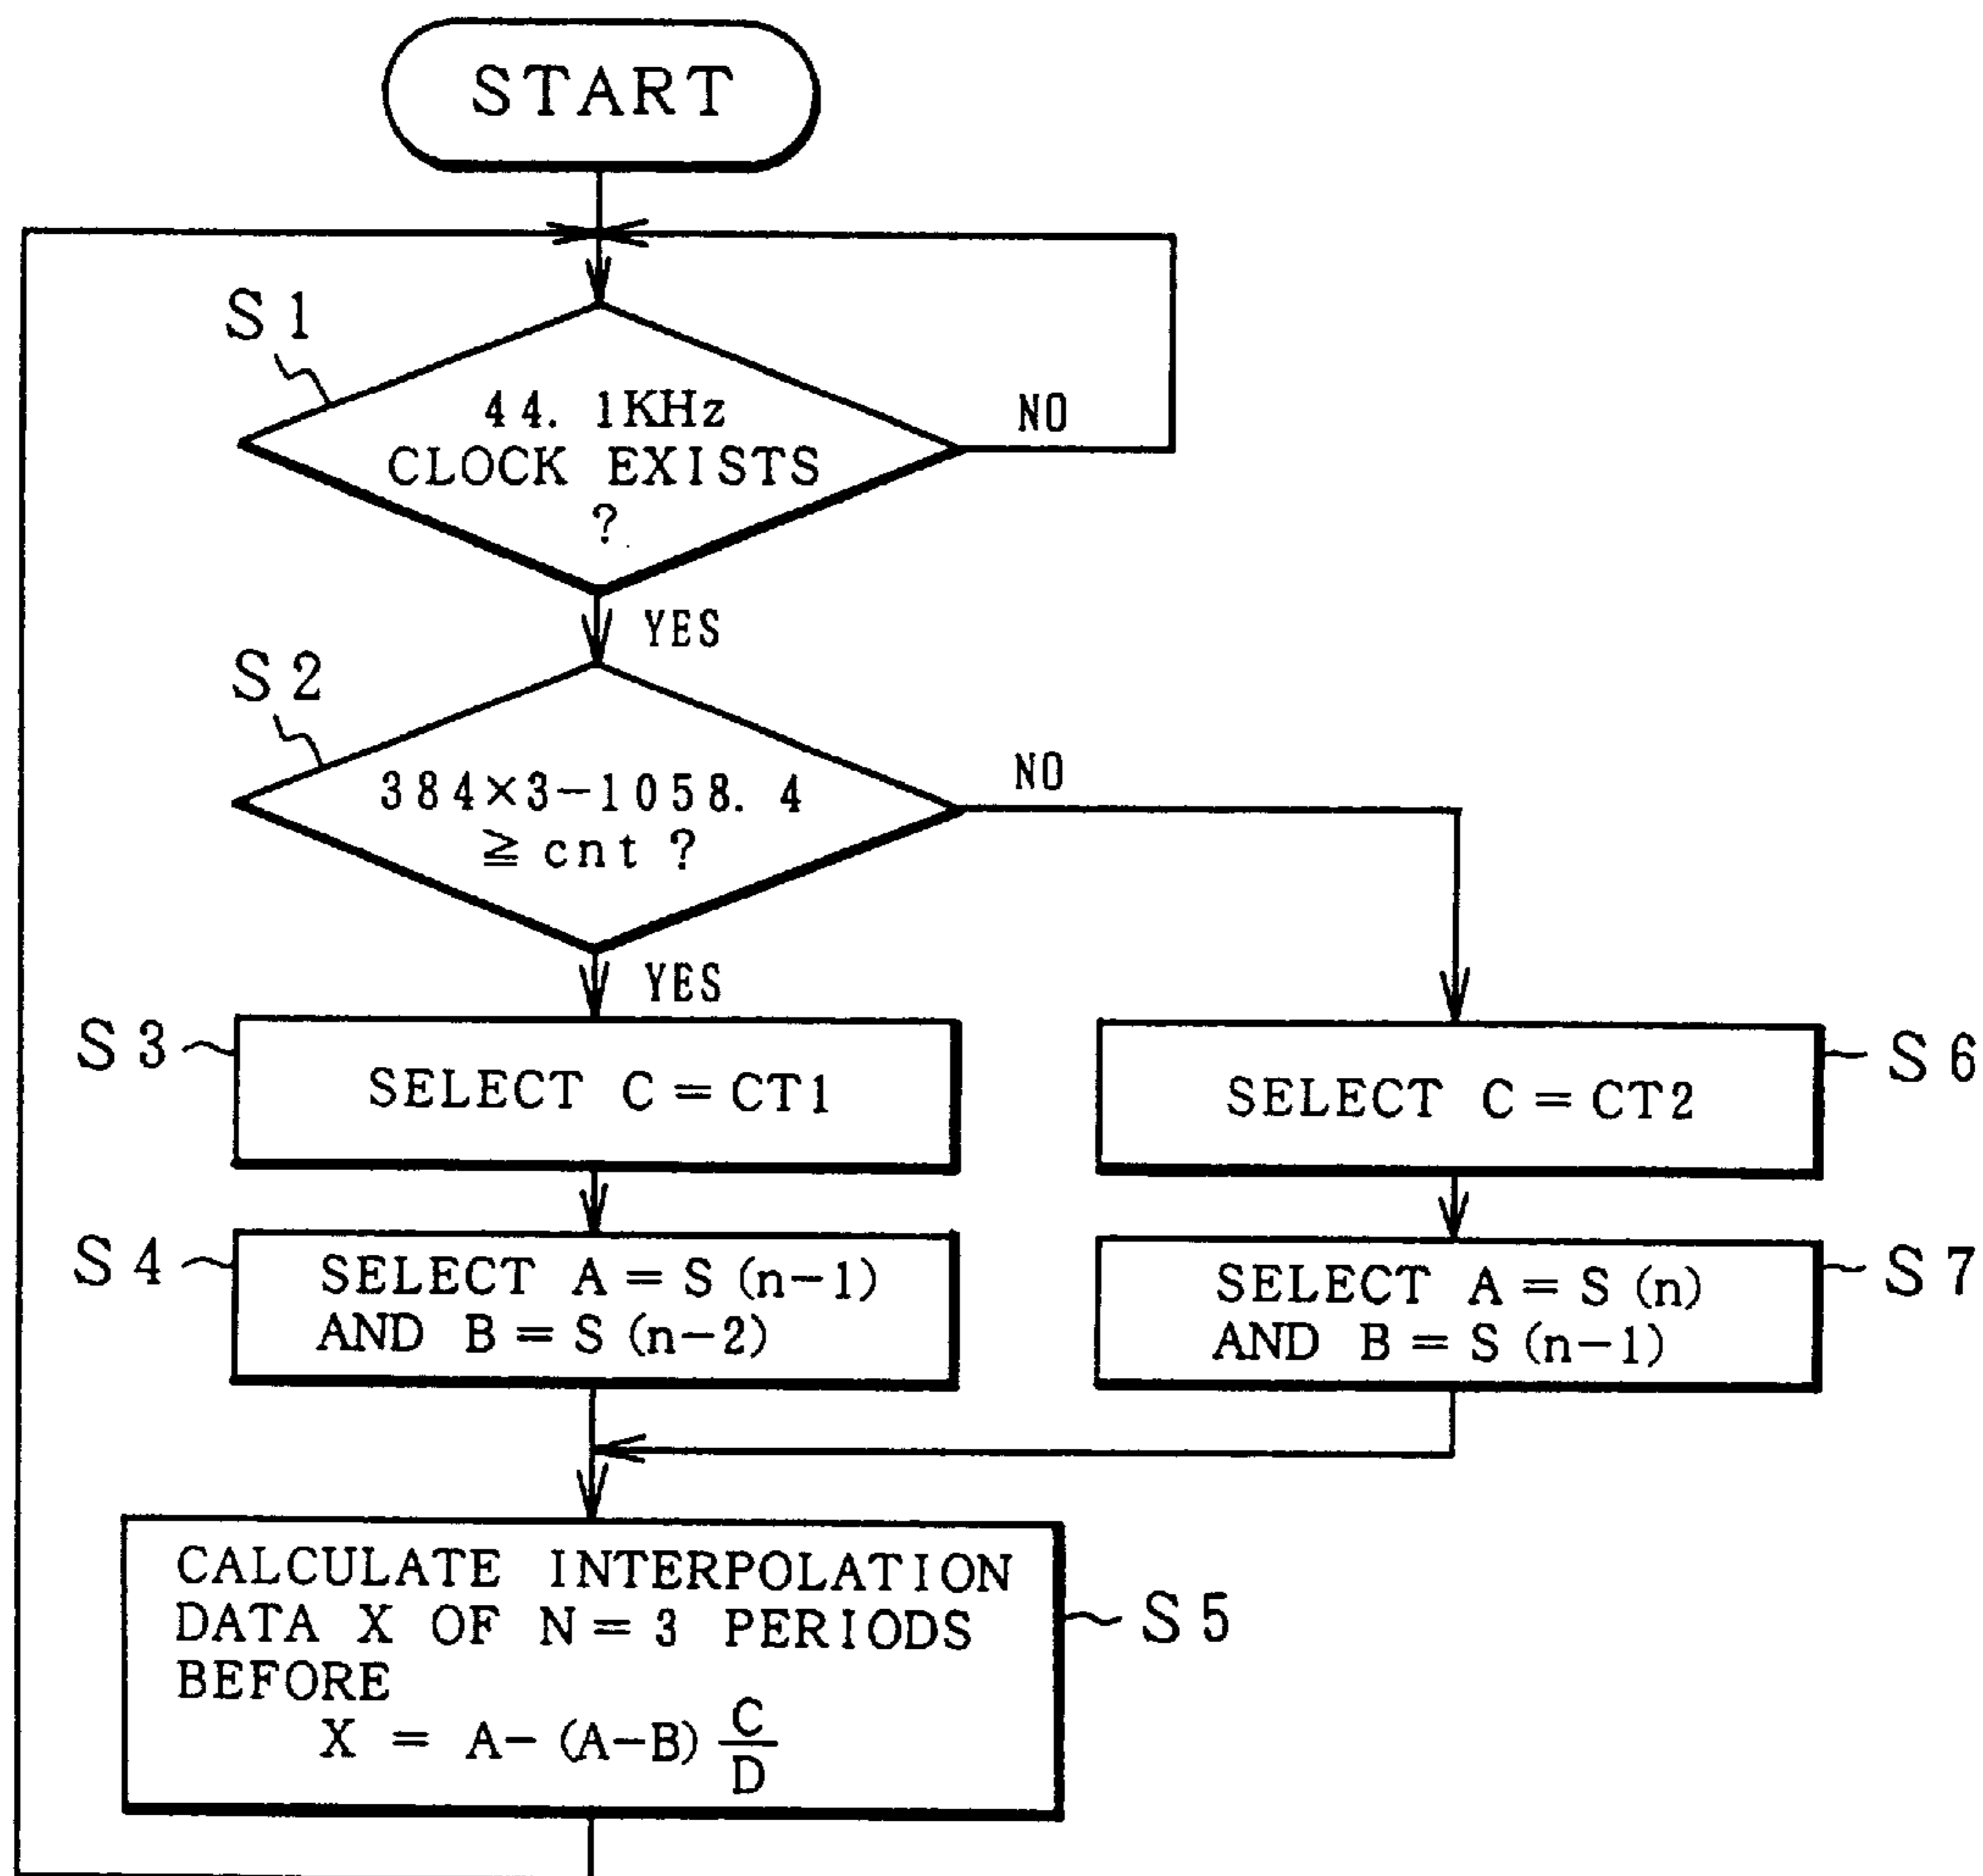 START
S1
44.1KHz
CLOCK EXISTS
?
NO
YES
S2
384×3−1058.4
≧ cnt ?
NO
YES
S3
SELECT C = CT1
S6
SELECT C = CT2
S4
SELECT A = S (n−1)
AND B = S (n−2)
S7
SELECT A = S (n)
AND B = S (n−1)
CALCULATE INTERPOLATION
DATA X OF N = 3 PERIODS
BEFORE
X = A− (A−B) C/D
S5